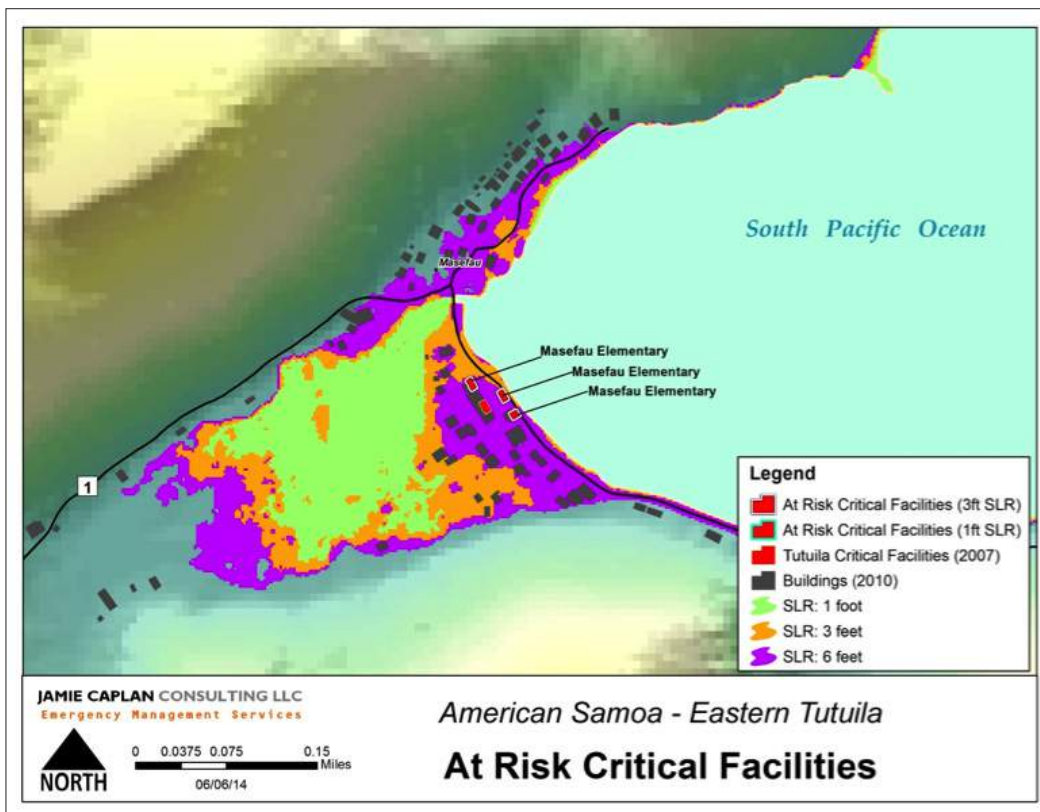 South Pacific Ocean
Masefau
Masefau Elementary
Masefau Elementary
Masefau Elementary
1
Legend
At Risk Critical Facilities (3ft SLR)
At Risk Critical Facilities (1ft SLR)
Tutuila Critical Facilities (2007)
Buildings (2010)
SLR: 1 foot
SLR: 3 feet
SLR: 6 feet
JAMIE CAPLAN CONSULTING LLC
Emergency Management Services
NORTH
0 0.0375 0.075 0.15
Miles
06/06/14
American Samoa - Eastern Tutuila
At Risk Critical Facilities